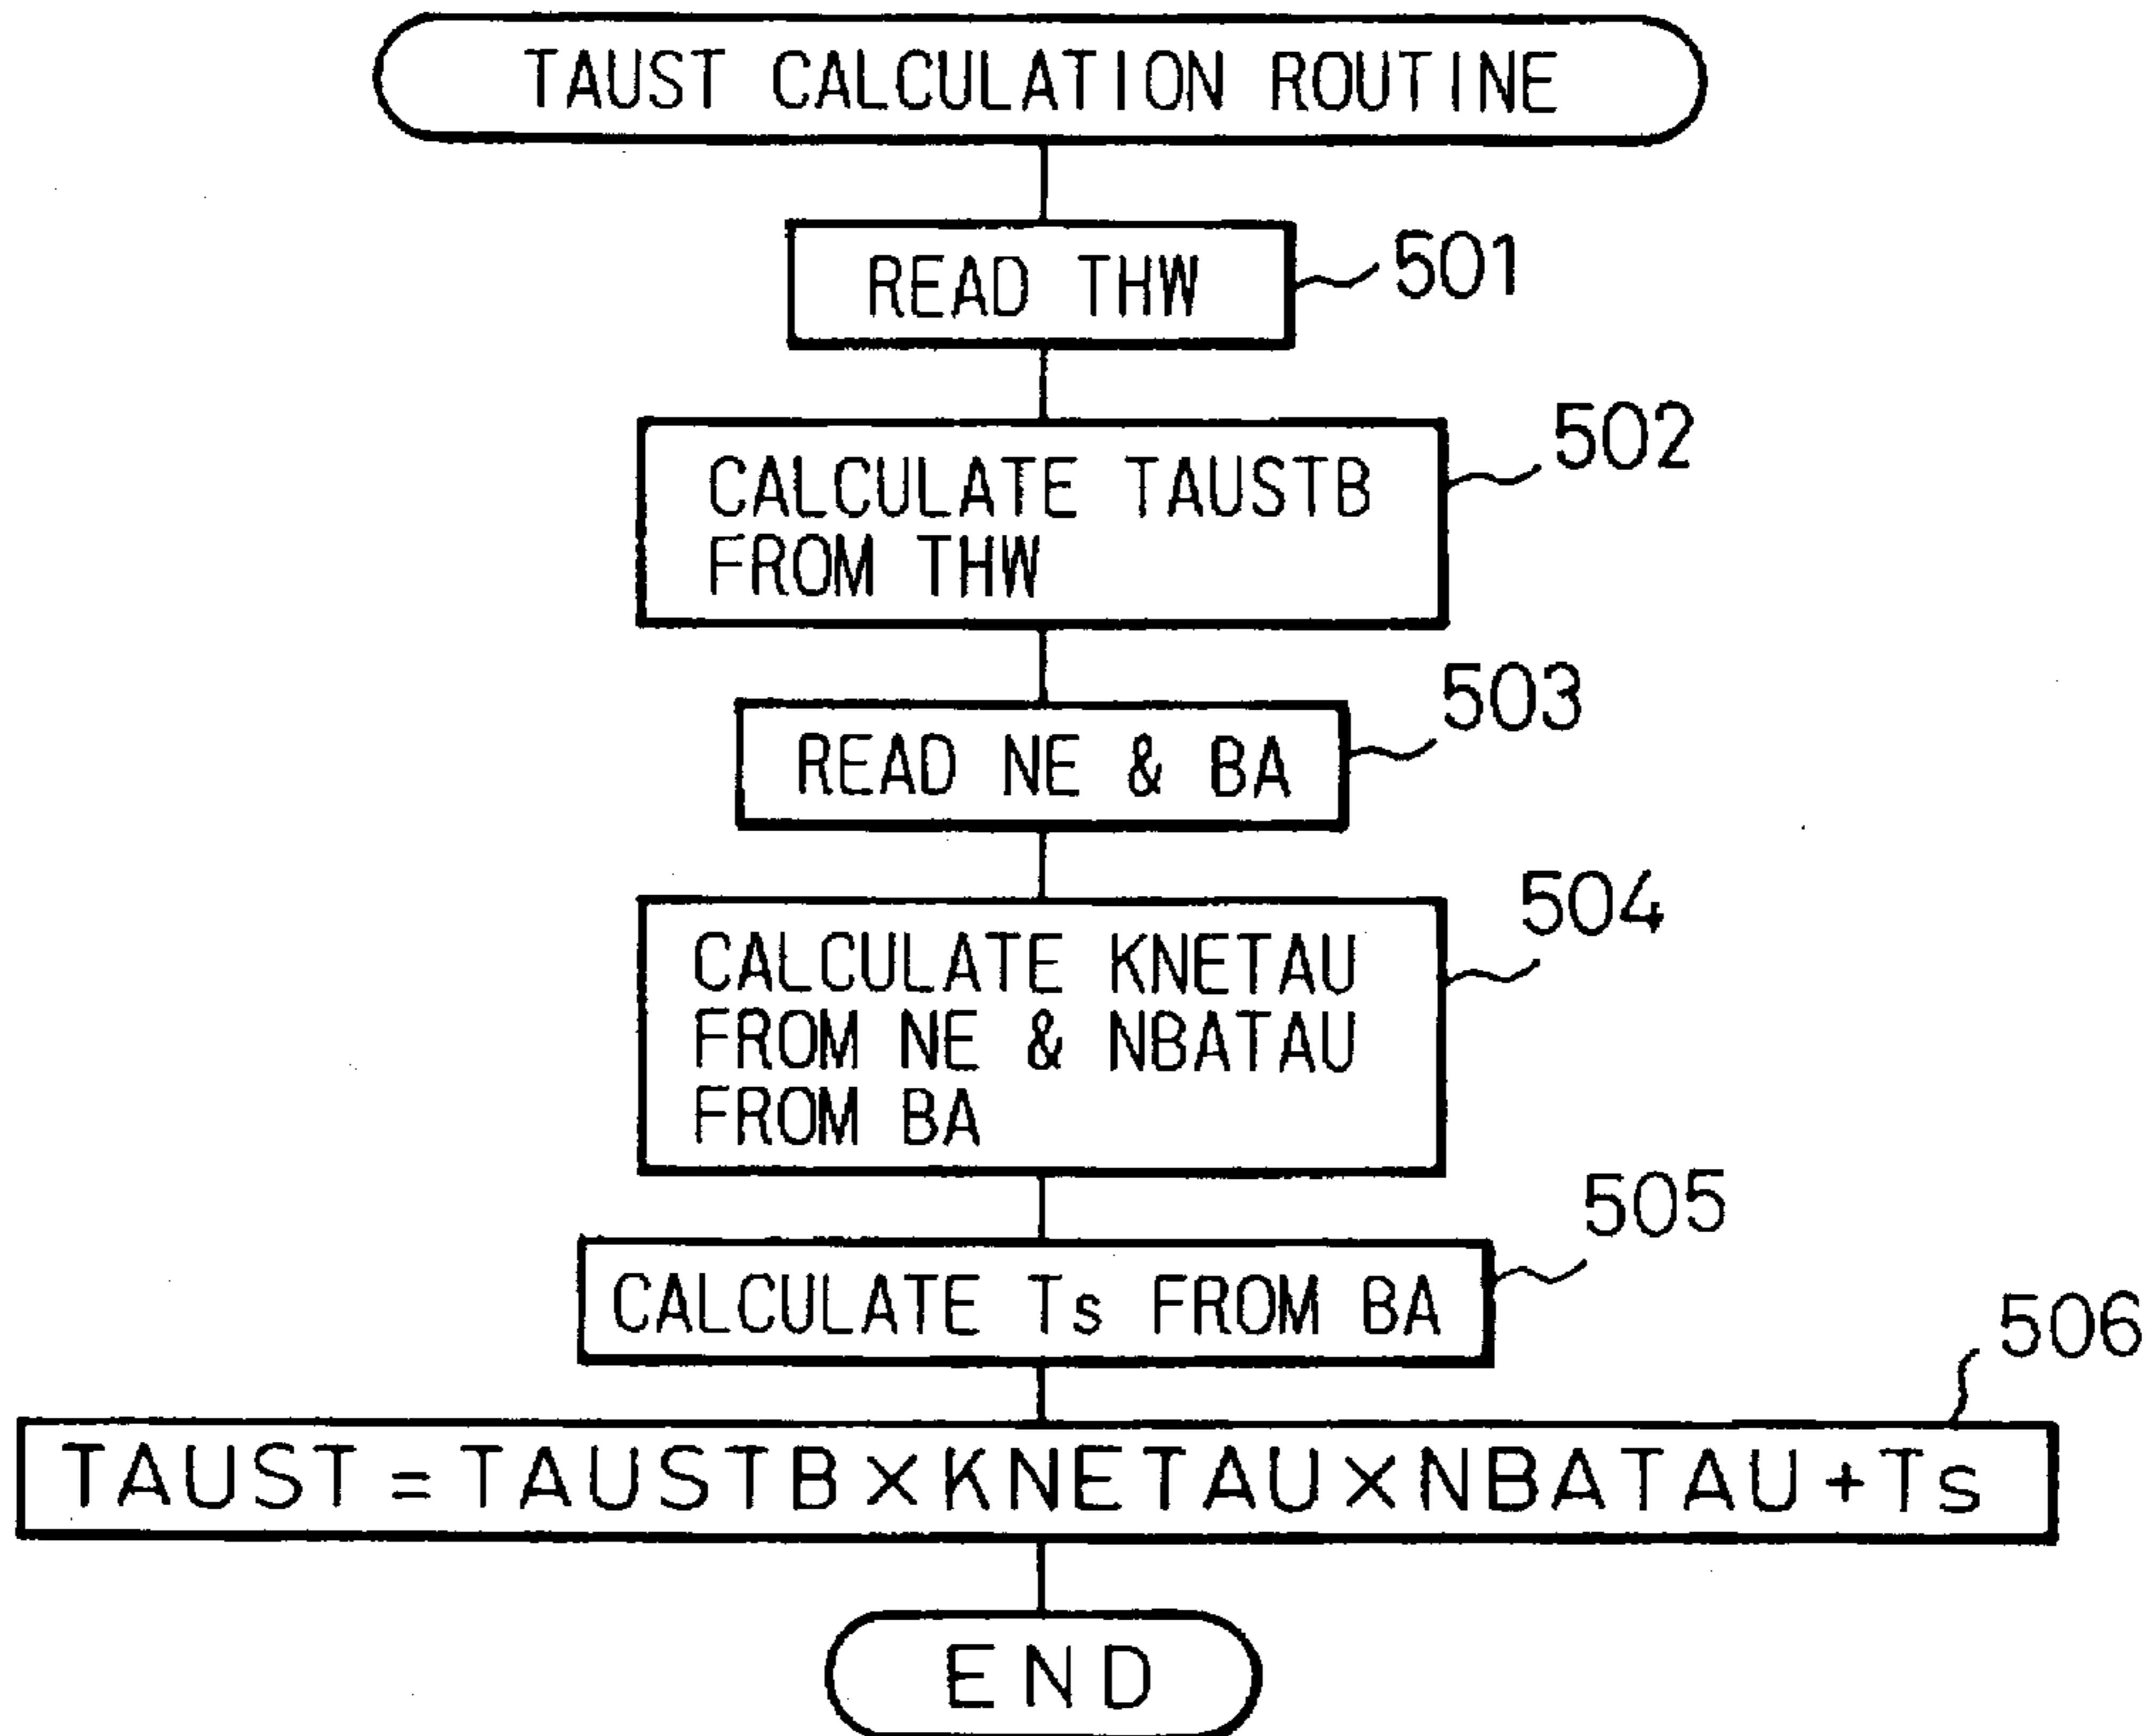 TAUST CALCULATION ROUTINE
READ THW
501
CALCULATE TAUSTB
FROM THW
502
READ NE & BA
503
CALCULATE KNETAU
FROM NE & NBATAU
FROM BA
504
CALCULATE Ts FROM BA
505
506
TAUST=TAUSTB×KNETAU×NBATAU+Ts
END